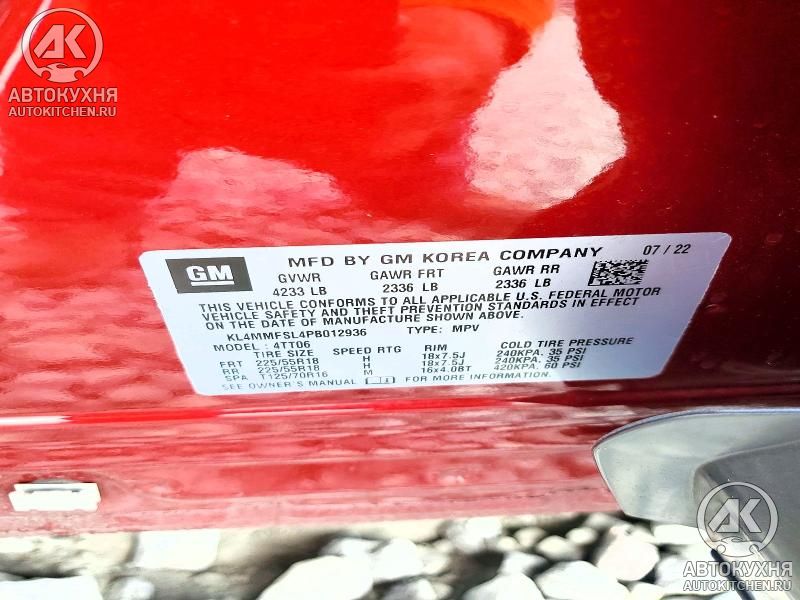 АВТОКУХНЯ
AUTOKITCHEN.RU
GM
MFD BY GM KOREA COMPANY 07 / 22
GVWR GAWR FRT GAWR RR
4233 LB 2336 LB 2336 LB
THIS VEHICLE CONFORMS TO ALL APPLICABLE U.S. FEDERAL MOTOR
VEHICLE SAFETY AND THEFT PREVENTION STANDARDS IN EFFECT
ON THE DATE OF MANUFACTURE SHOWN ABOVE.
KL4MMFSL4PB012936 TYPE: MPV
MODEL : 4TT06
TIRE SIZE SPEED RTG RIM COLD TIRE PRESSURE
FRT 225/55R18 H 18x7.5J 240KPA, 35 PSI
RR 225/55R18 H 18x7.5J 240KPA, 35 PSI
SPA T125/70R16 M 16x4.0BT 420KPA, 60 PSI
SEE OWNER'S MANUAL FOR MORE INFORMATION.
АВТОКУХНЯ
AUTOKITCHEN.RU